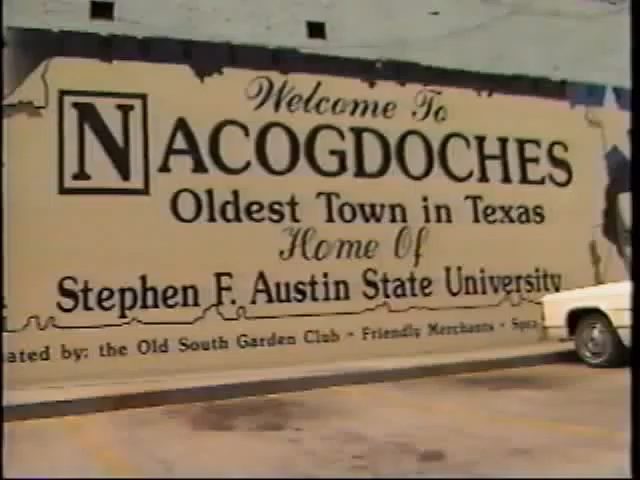 Welcome To
NACOGDOCHES
Oldest Town in Texas
Home Of
Stephen F. Austin State University
ated by: the Old South Garden Club - Friendly Merchants -